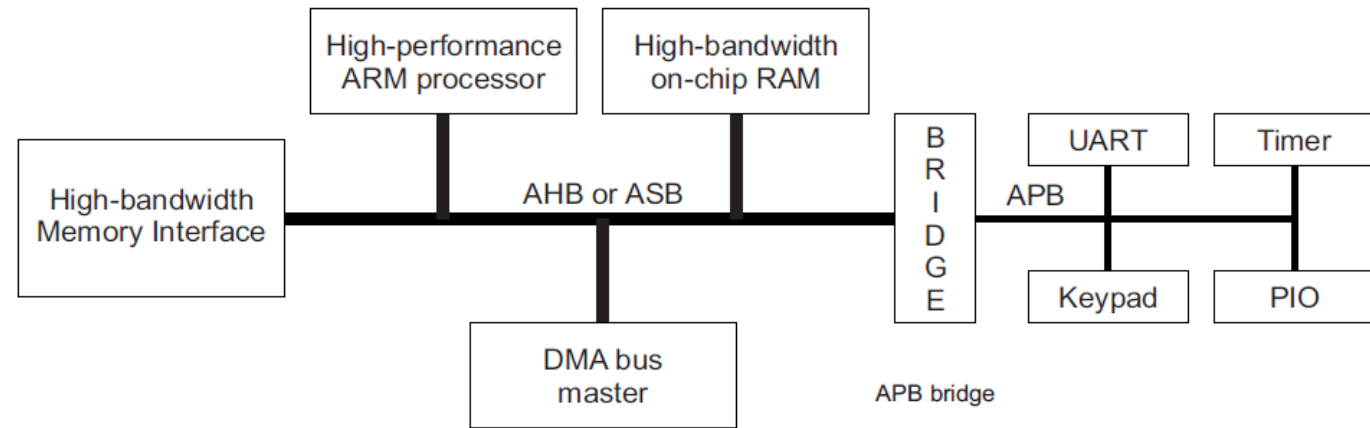 High-performance
ARM processor
High-bandwidth
on-chip RAM
High-bandwidth
Memory Interface
AHB or ASB
DMA bus
master
B
R
I
D
G
E
APB
UART
Timer
Keypad
PIO
APB bridge